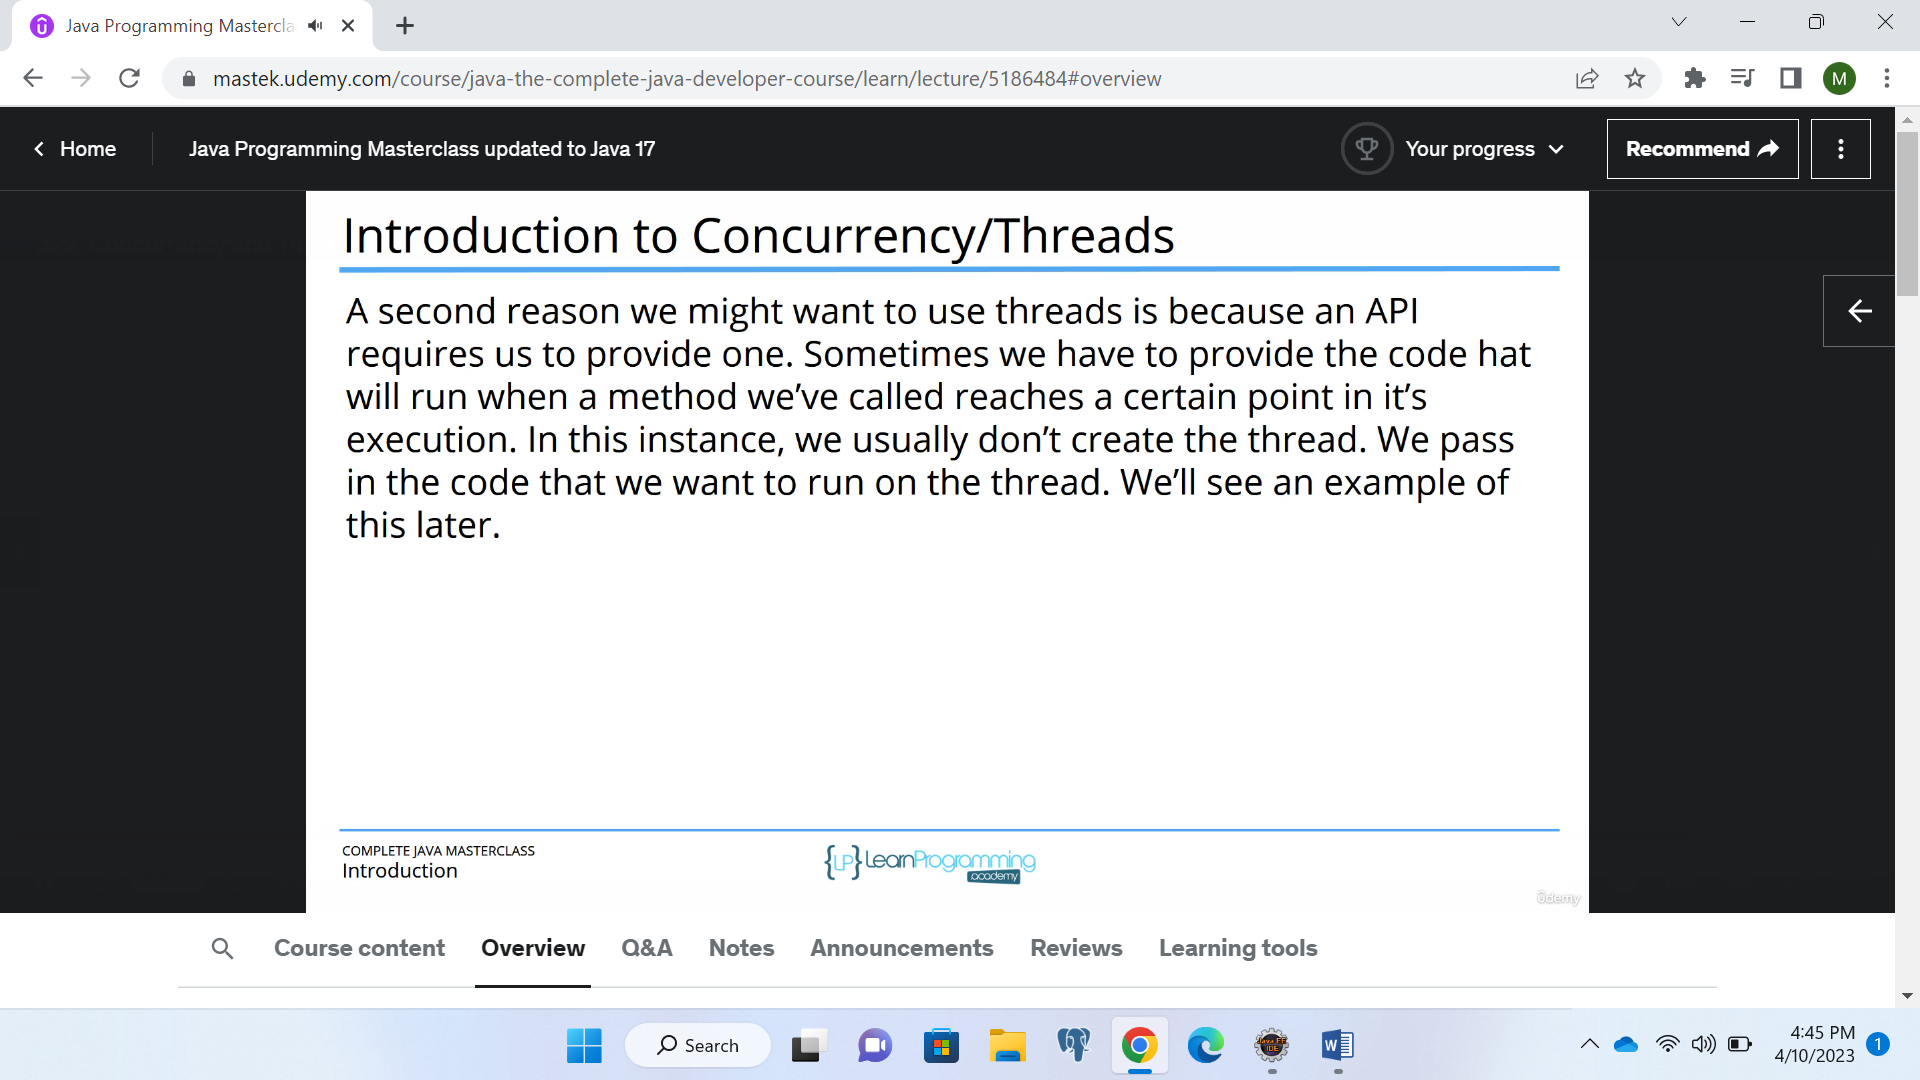 Java Programming Mastercla
mastek.udemy.com/course/java-the-complete-java-developer-course/learn/lecture/5186484#overview
M
Home
Java Programming Masterclass updated to Java 17
Your progress
Recommend
Introduction to Concurrency/Threads
A second reason we might want to use threads is because an API
requires us to provide one. Sometimes we have to provide the code hat
will run when a method we’ve called reaches a certain point in it’s
execution. In this instance, we usually don’t create the thread. We pass
in the code that we want to run on the thread. We’ll see an example of
this later.
COMPLETE JAVA MASTERCLASS
Introduction
{LP} LearnProgramming
.academy
ûdemy
Course content
Overview
Q&A
Notes
Announcements
Reviews
Learning tools
Search
Java EE
IDE
W
4:45 PM
4/10/2023
1